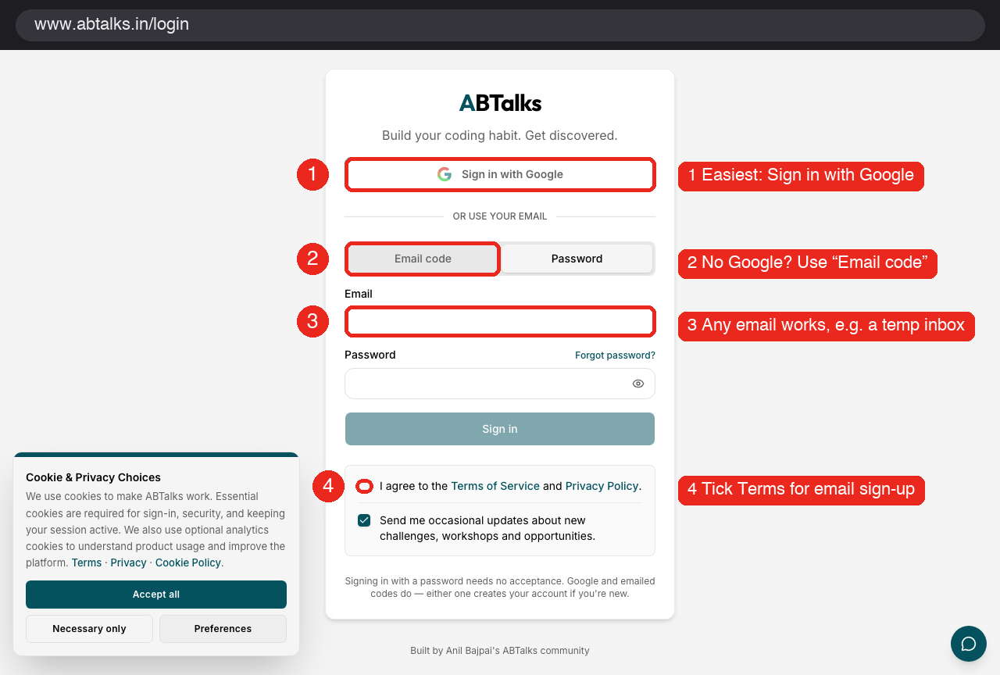 www.abtalks.in/login
ABTalks
Build your coding habit. Get discovered.
1
Sign in with Google
1 Easiest: Sign in with Google
OR USE YOUR EMAIL
2
Email code
Password
2 No Google? Use “Email code”
Email
3
3 Any email works, e.g. a temp inbox
Password
Forgot password?
Sign in
4
I agree to the Terms of Service and Privacy Policy.
4 Tick Terms for email sign-up
Send me occasional updates about new
challenges, workshops and opportunities.
Signing in with a password needs no acceptance. Google and emailed
codes do — either one creates your account if you're new.
Cookie & Privacy Choices
We use cookies to make ABTalks work. Essential
cookies are required for sign-in, security, and keeping
your session active. We also use optional analytics
cookies to understand product usage and improve the
platform. Terms · Privacy · Cookie Policy.
Accept all
Necessary only
Preferences
Built by Anil Bajpai's ABTalks community